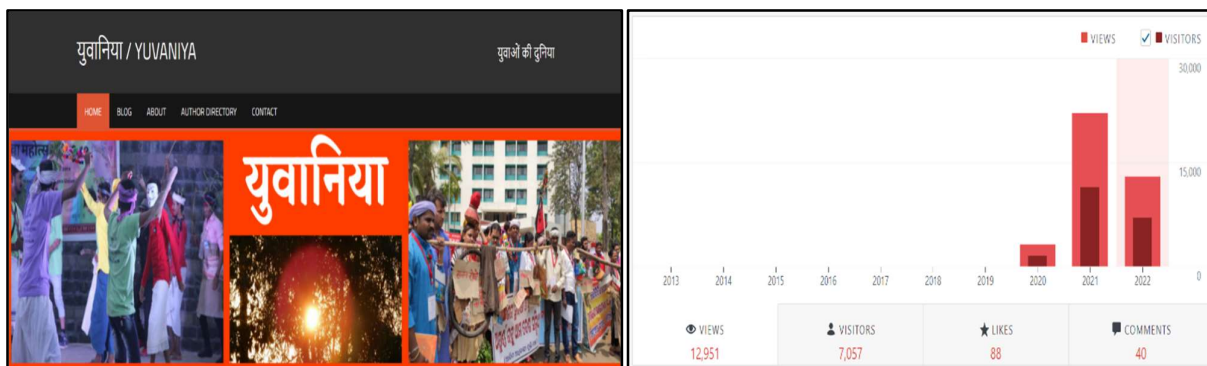 युवानिया / YUVANIYA
युवाओं की दुनिया
HOME BLOG ABOUT AUTHOR DIRECTORY CONTACT
युवानिया
VIEWS VISITORS
30,000
15,000
0
2013 2014 2015 2016 2017 2018 2019 2020 2021 2022
VIEWS VISITORS LIKES COMMENTS
12,951 7,057 88 40